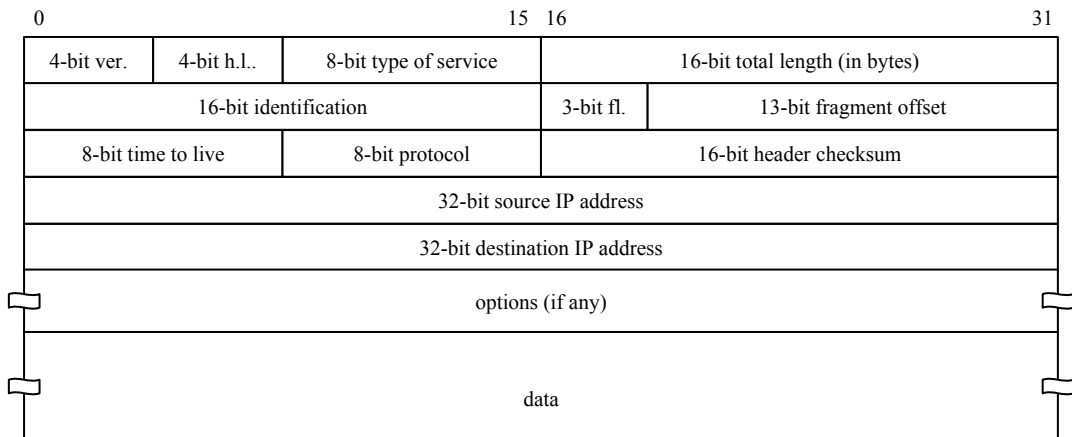 0 15 16 31
4-bit ver. 4-bit h.l.. 8-bit type of service 16-bit total length (in bytes)
16-bit identification 3-bit fl. 13-bit fragment offset
8-bit time to live 8-bit protocol 16-bit header checksum
32-bit source IP address
32-bit destination IP address
options (if any)
data